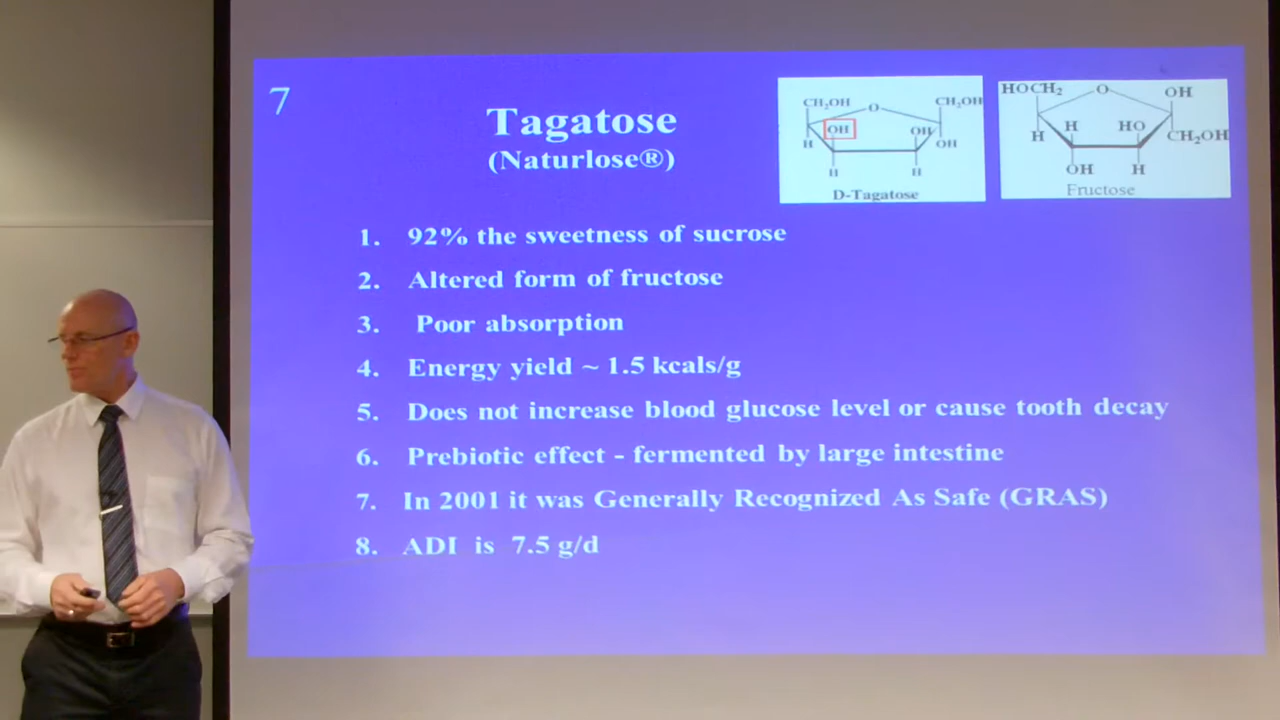 7
Tagatose
(Naturlose®)
CH₂OH O CH₂OH
OH OH
H OH
H H
D-Tagatose
HOCH₂ O OH
H HO
H CH₂OH
OH H
Fructose
1. 92% the sweetness of sucrose
2. Altered form of fructose
3. Poor absorption
4. Energy yield ~ 1.5 kcals/g
5. Does not increase blood glucose level or cause tooth decay
6. Prebiotic effect - fermented by large intestine
7. In 2001 it was Generally Recognized As Safe (GRAS)
8. ADI is 7.5 g/d